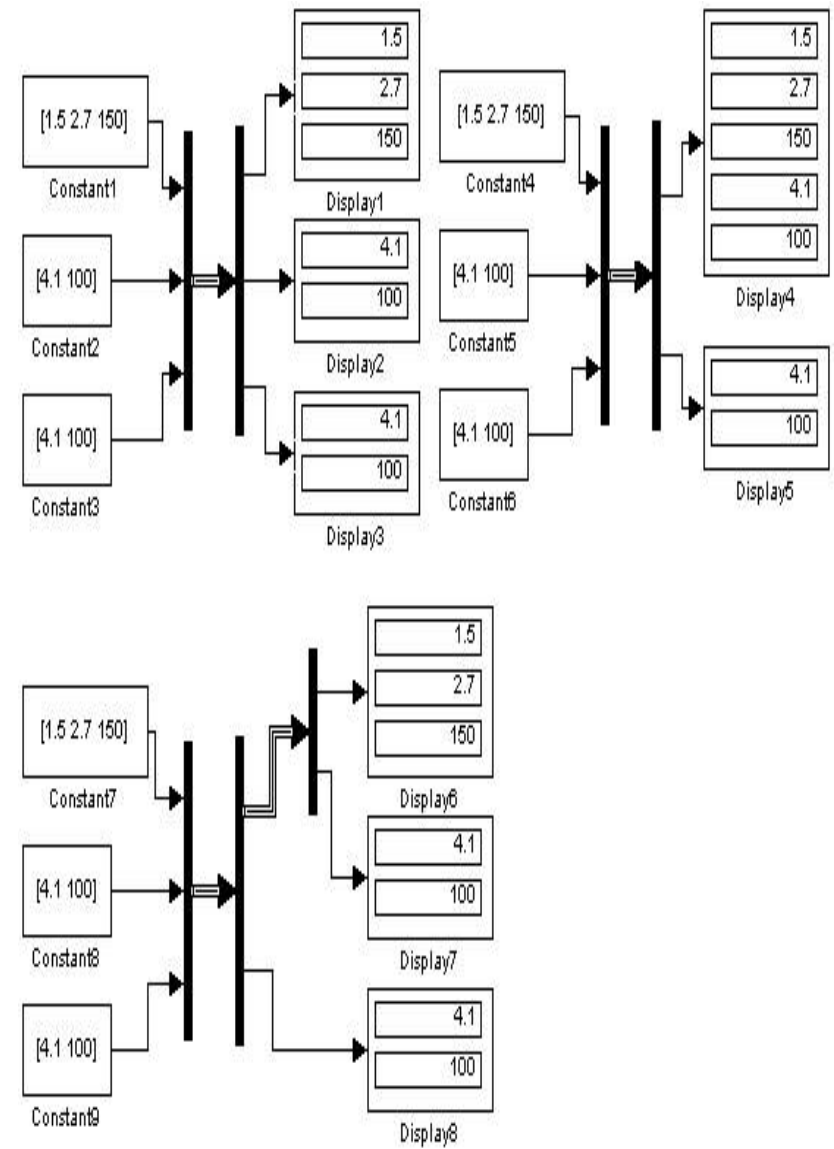 [1.5 2.7 150]
Constant1
[4.1 100]
Constant2
[4.1 100]
Constant3
1.5
2.7
150
Display1
4.1
100
Display2
4.1
100
Display3
[1.5 2.7 150]
Constant4
[4.1 100]
Constant5
[4.1 100]
Constant6
1.5
2.7
150
4.1
100
Display4
4.1
100
Display5
[1.5 2.7 150]
Constant7
[4.1 100]
Constant8
[4.1 100]
Constant9
1.5
2.7
150
Display6
4.1
100
Display7
4.1
100
Display8